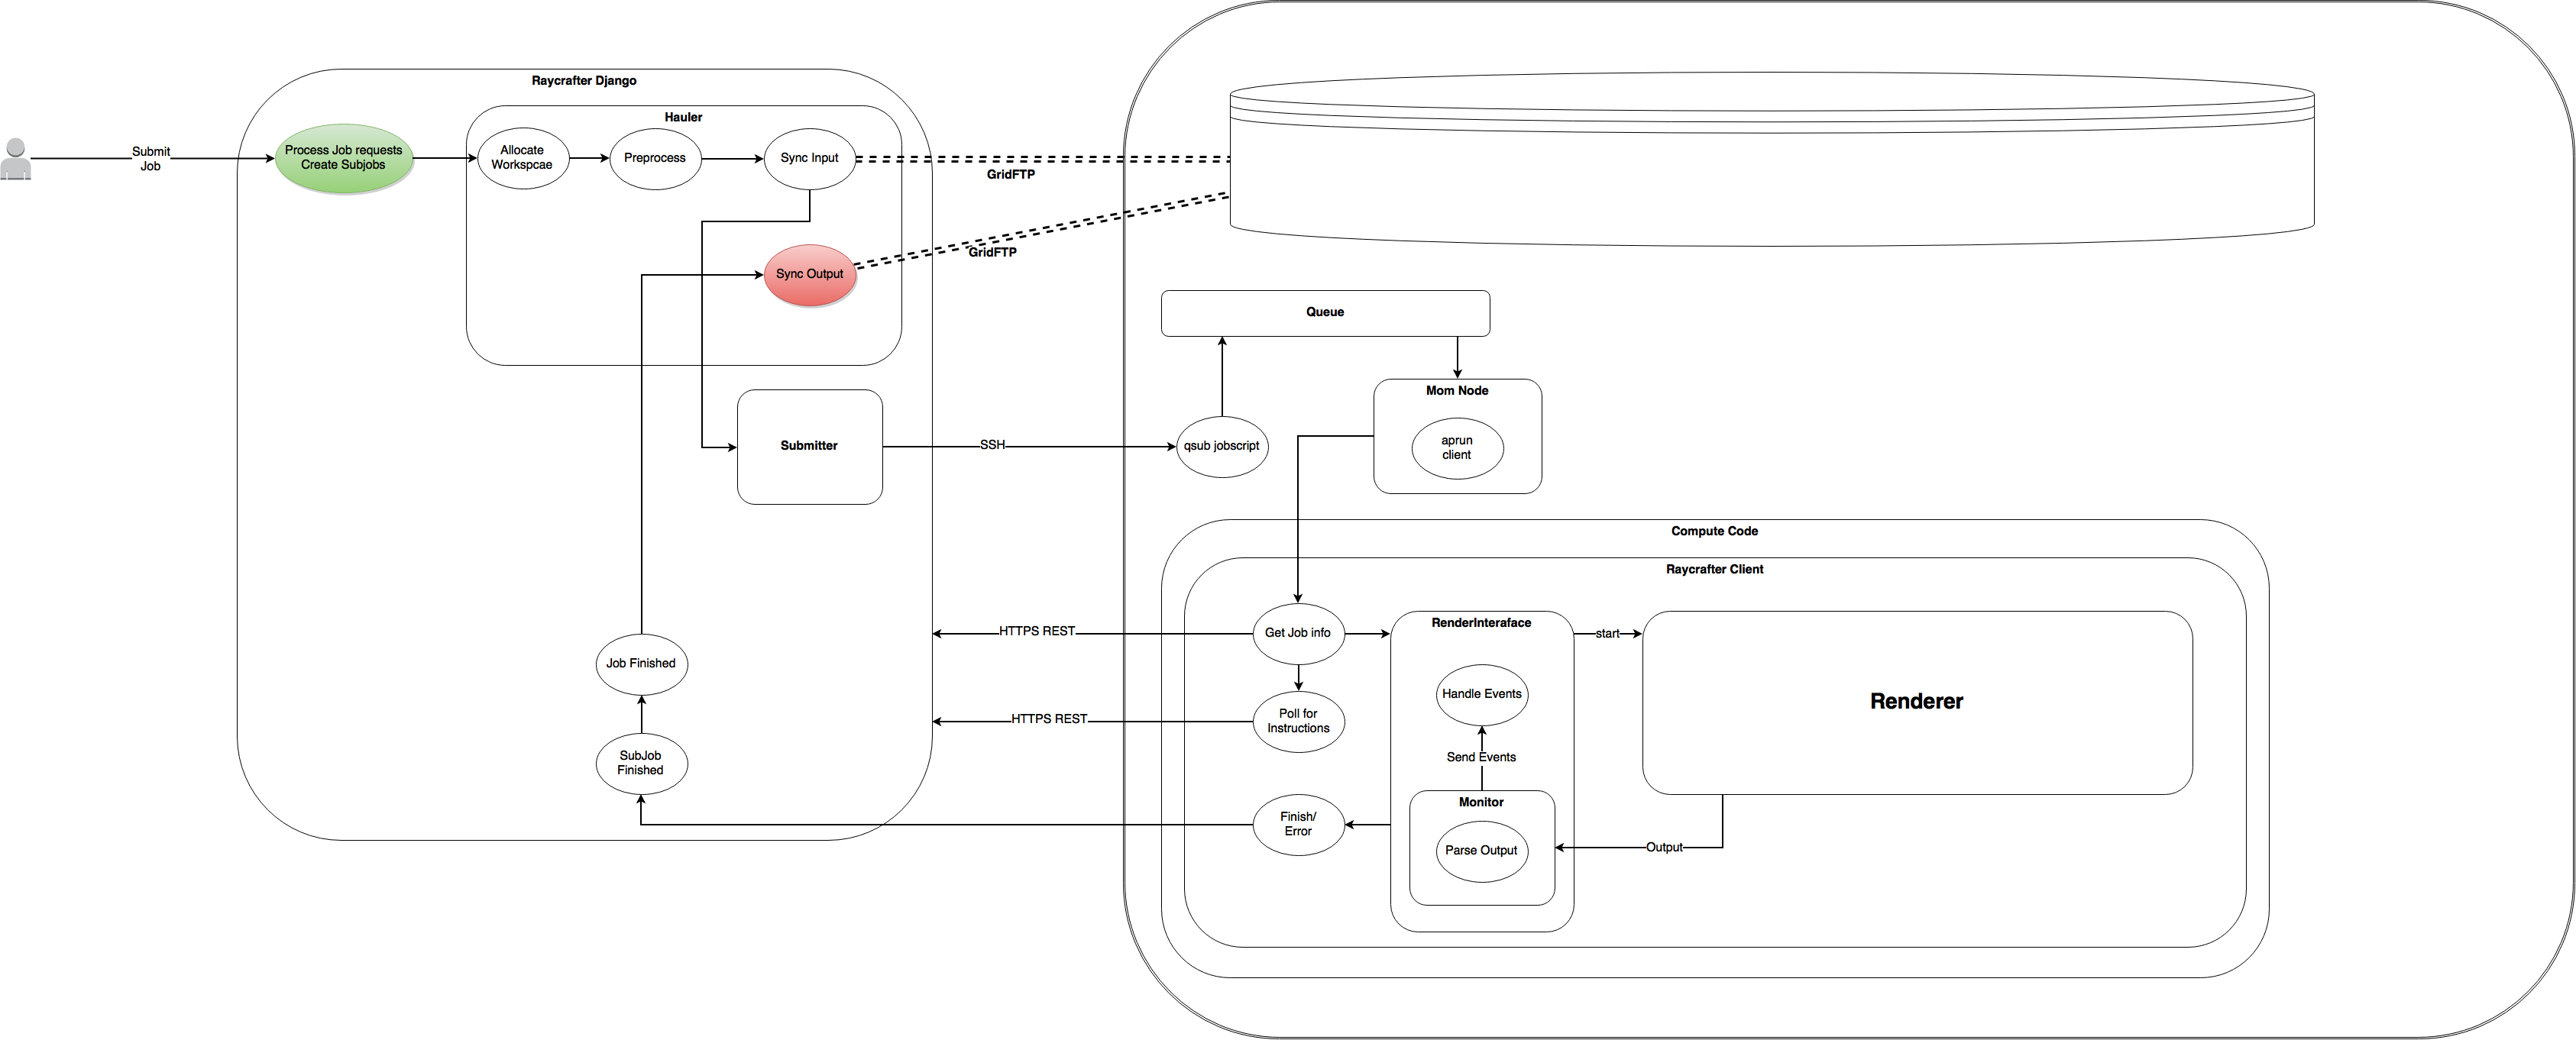 Raycrafter Django
Hauler
Submit
Job
Process Job requests
Create Subjobs
Allocate
Workspcae
Preprocess
Sync Input
GridFTP
Sync Output
GridFTP
Queue
Mom Node
aprun
client
Submitter
SSH
qsub jobscript
Compute Code
Raycrafter Client
HTTPS REST
Get Job info
RenderInteraface
start
Job Finished
Handle Events
Renderer
HTTPS REST
Poll for
Instructions
SubJob
Finished
Send Events
Monitor
Finish/
Error
Parse Output
Output